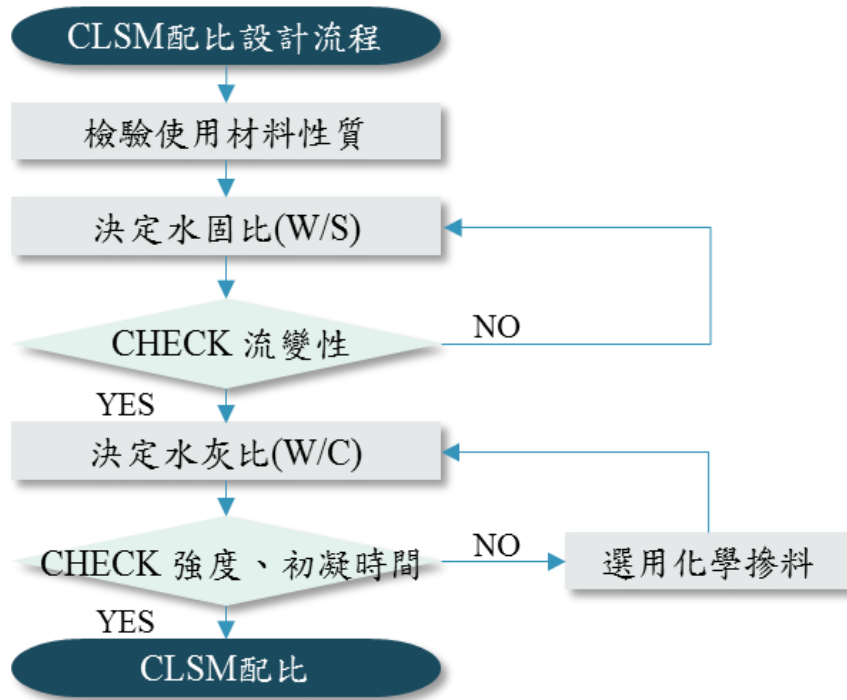 CLSM配比設計流程
檢驗使用材料性質
決定水固比(W/S)
CHECK 流變性
NO
YES
決定水灰比(W/C)
CHECK 強度、初凝時間
NO
選用化學摻料
YES
CLSM配比